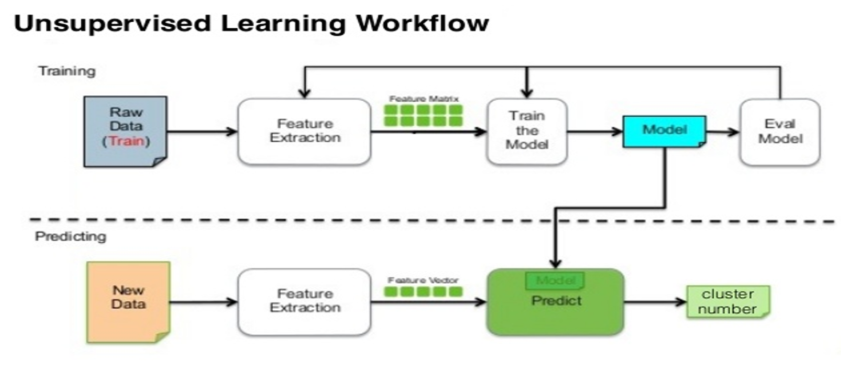 Unsupervised Learning Workflow
Training
Raw
Data
(Train)
Feature
Extraction
Feature Matrix
Train
the
Model
Model
Eval
Model
Predicting
New
Data
Feature
Extraction
Feature Vector
Model
Predict
cluster
number